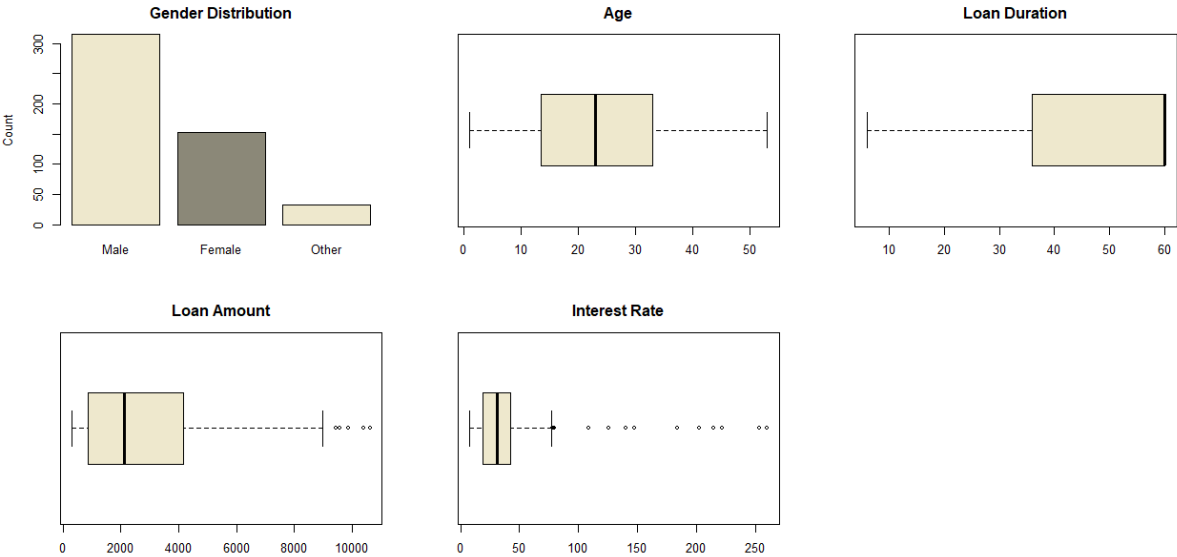 Gender Distribution
Count
300
200
100
50
0
Male Female Other
Age
0 10 20 30 40 50
Loan Duration
10 20 30 40 50 60
Loan Amount
0 2000 4000 6000 8000 10000
Interest Rate
0 50 100 150 200 250